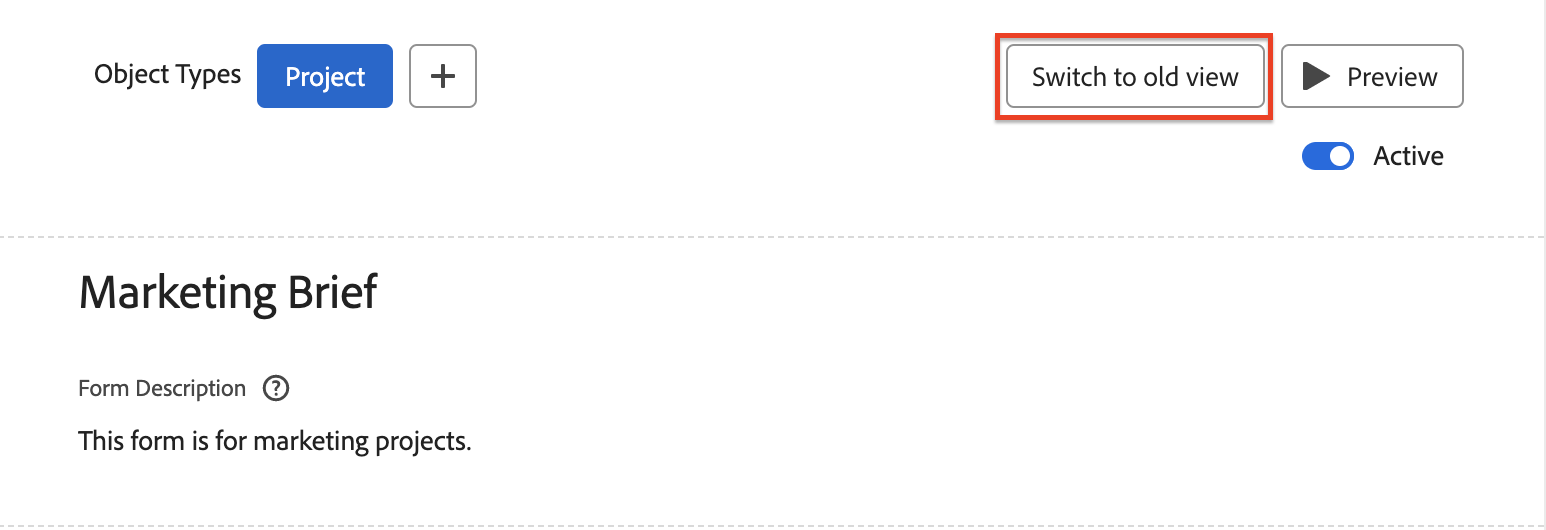 Object Types Project + Switch to old view Preview
Active
Marketing Brief
Form Description ?
This form is for marketing projects.